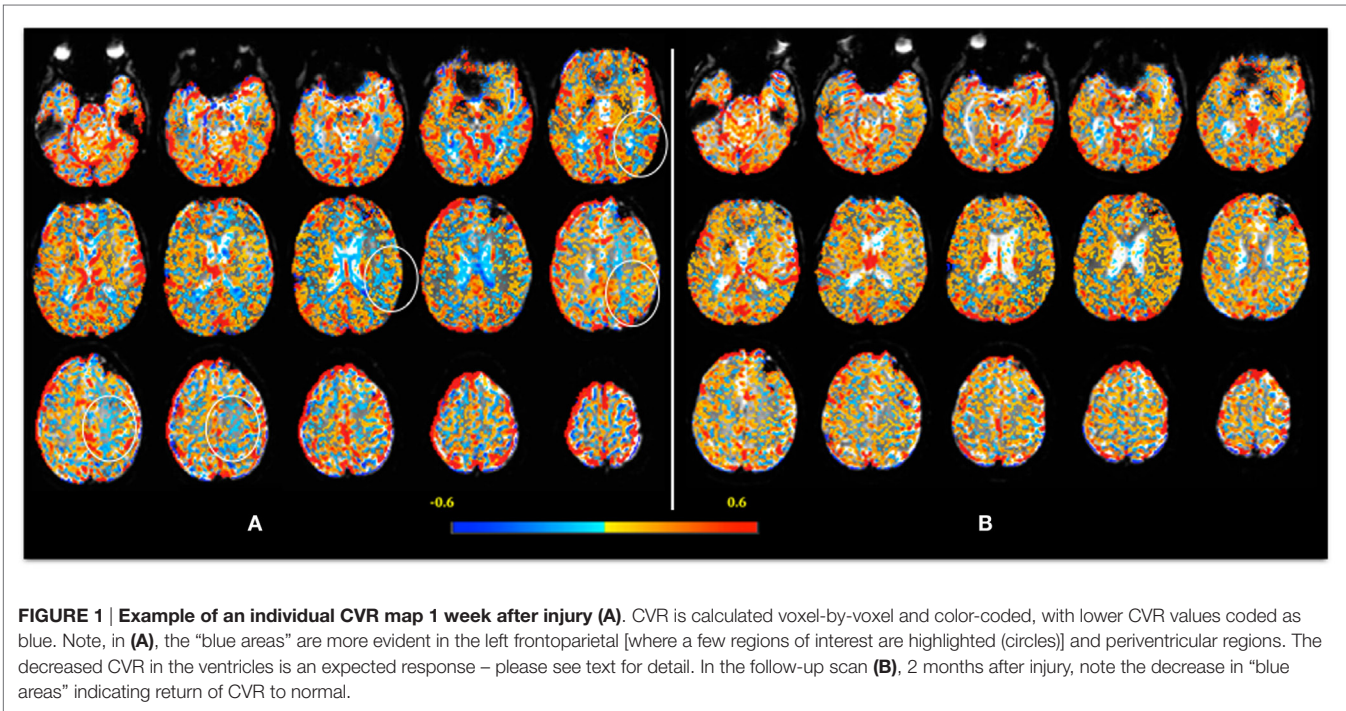 -0.6 0.6
A B
FIGURE 1 | Example of an individual CVR map 1 week after injury (A). CVR is calculated voxel-by-voxel and color-coded, with lower CVR values coded as
blue. Note, in (A), the “blue areas” are more evident in the left frontoparietal [where a few regions of interest are highlighted (circles)] and periventricular regions. The
decreased CVR in the ventricles is an expected response – please see text for detail. In the follow-up scan (B), 2 months after injury, note the decrease in “blue
areas” indicating return of CVR to normal.